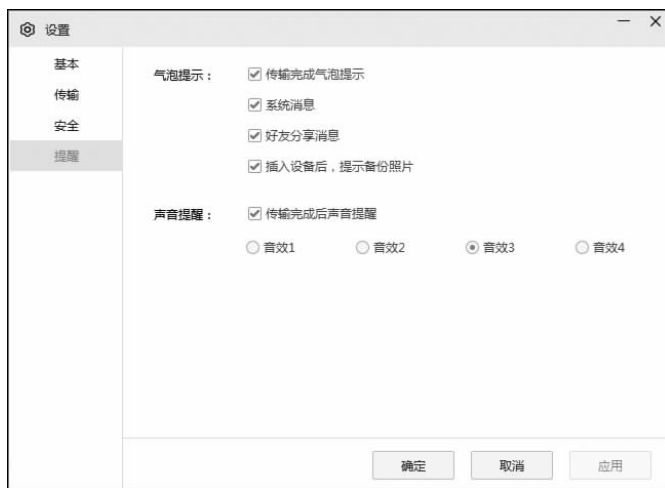 设置
基本
传输
安全
提醒
气泡提示：
传输完成气泡提示
系统消息
好友分享消息
插入设备后，提示备份照片
声音提醒：
传输完成后声音提醒
音效1 音效2 音效3 音效4
确定 取消 应用